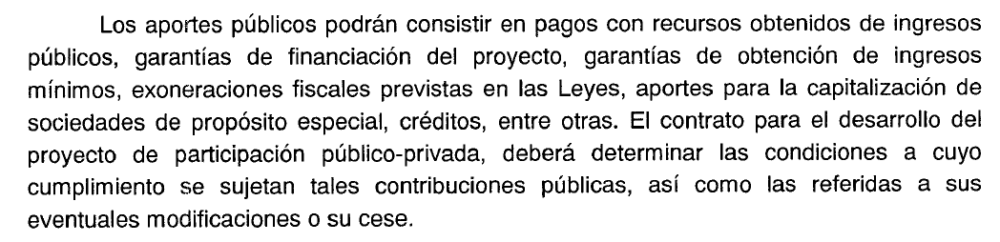 Los aportes públicos podrán consistir en pagos con recursos obtenidos de ingresos
públicos, garantías de financiación del proyecto, garantías de obtención de ingresos
mínimos, exoneraciones fiscales previstas en las Leyes, aportes para la capitalización de
sociedades de propósito especial, créditos, entre otras. El contrato para el desarrollo del
proyecto de participación público-privada, deberá determinar las condiciones a cuyo
cumplimiento se sujetan tales contribuciones públicas, así como las referidas a sus
eventuales modificaciones o su cese.